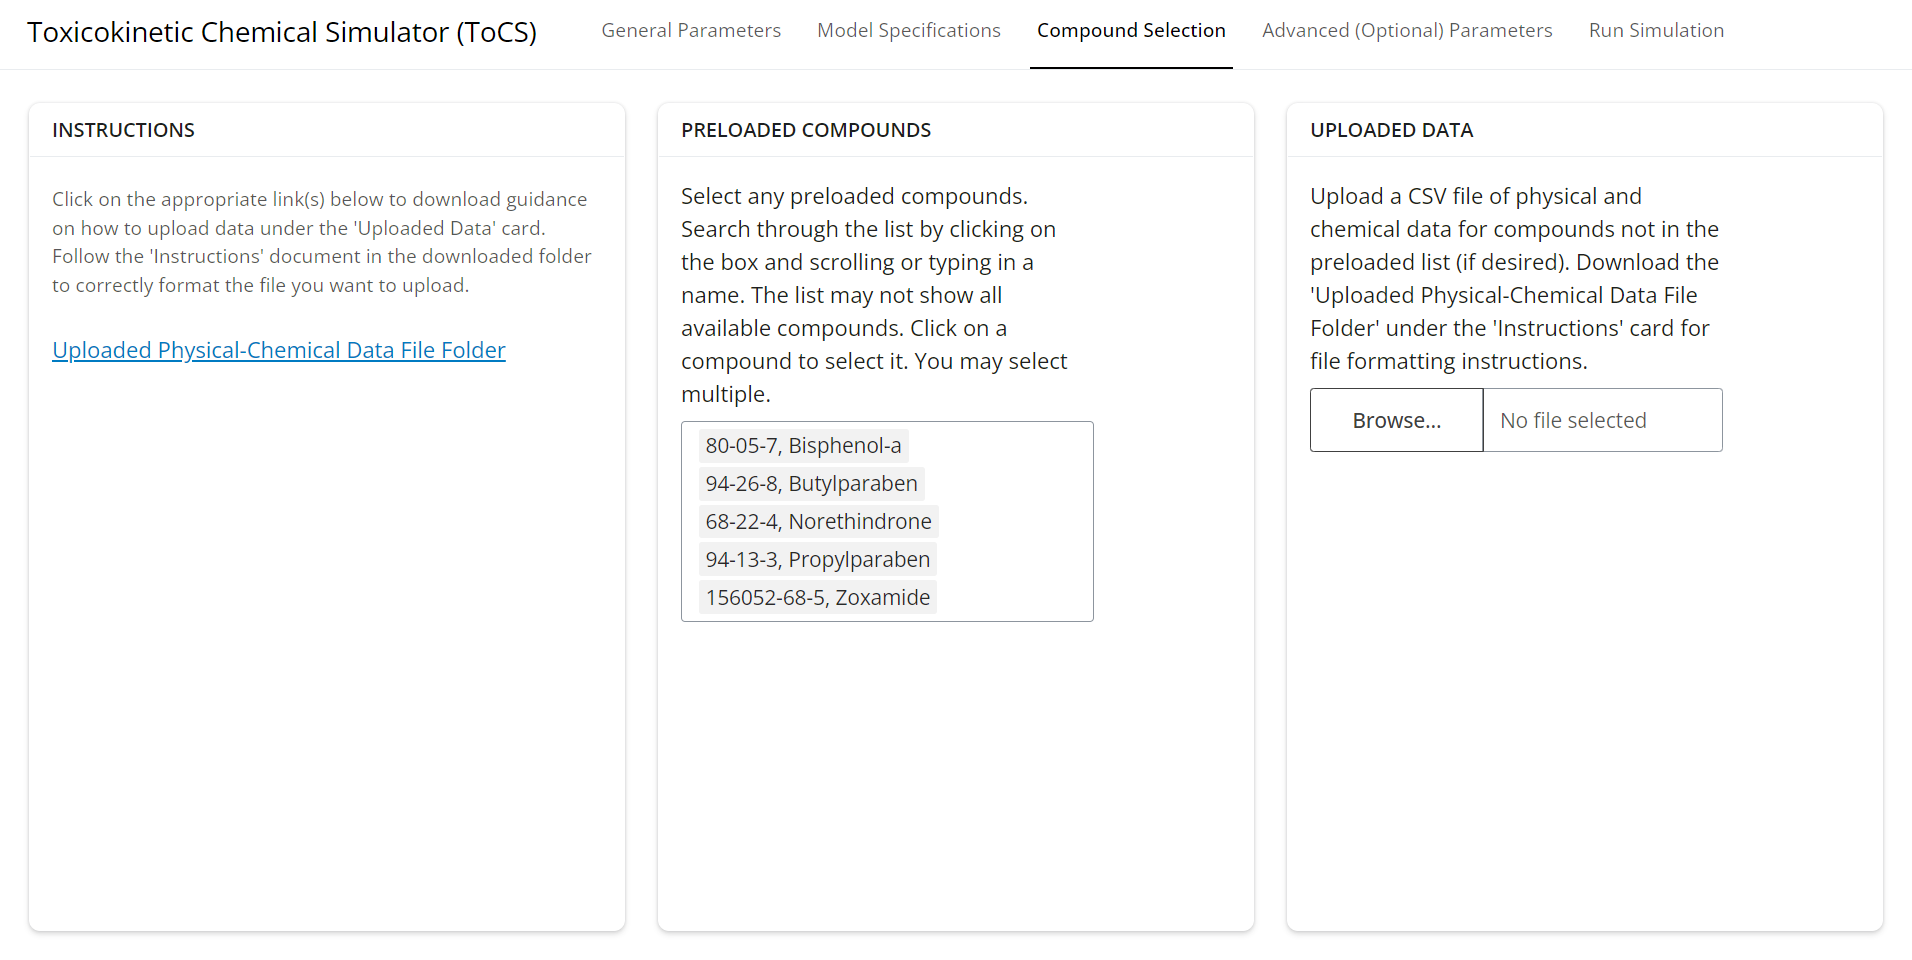 Toxicokinetic Chemical Simulator (ToCS)
General Parameters
Model Specifications
Compound Selection
Advanced (Optional) Parameters
Run Simulation
INSTRUCTIONS
Click on the appropriate link(s) below to download guidance
on how to upload data under the 'Uploaded Data' card.
Follow the 'Instructions' document in the downloaded folder
to correctly format the file you want to upload.
Uploaded Physical-Chemical Data File Folder
PRELOADED COMPOUNDS
Select any preloaded compounds.
Search through the list by clicking on
the box and scrolling or typing in a
name. The list may not show all
available compounds. Click on a
compound to select it. You may select
multiple.
80-05-7, Bisphenol-a
94-26-8, Butylparaben
68-22-4, Norethindrone
94-13-3, Propylparaben
156052-68-5, Zoxamide
UPLOADED DATA
Upload a CSV file of physical and
chemical data for compounds not in the
preloaded list (if desired). Download the
'Uploaded Physical-Chemical Data File
Folder' under the 'Instructions' card for
file formatting instructions.
Browse...
No file selected